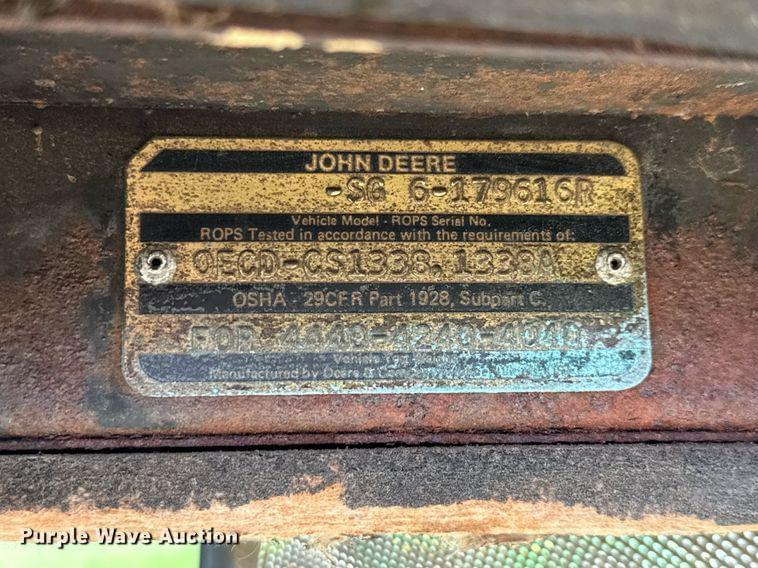 JOHN DEERE
-SG 6-179616R
Vehicle Model - ROPS Serial No.
ROPS Tested in accordance with the requirements of:
OECD-CS1338,1338A
OSHA - 29CFR Part 1928, Subpart C.
FOR 4440-4240-4040
Vehicle
Manufactured by Deere &
Purple Wave Auction